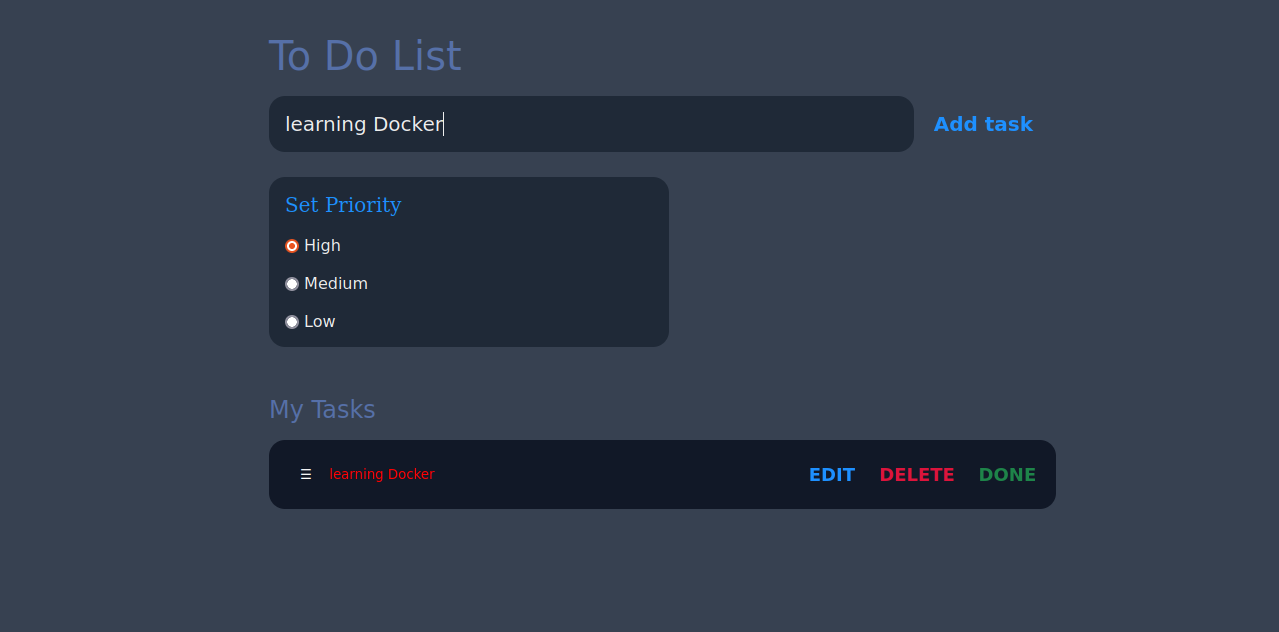 To Do List
learning Docker
Add task
Set Priority
High
Medium
Low
My Tasks
☰ learning Docker EDIT DELETE DONE